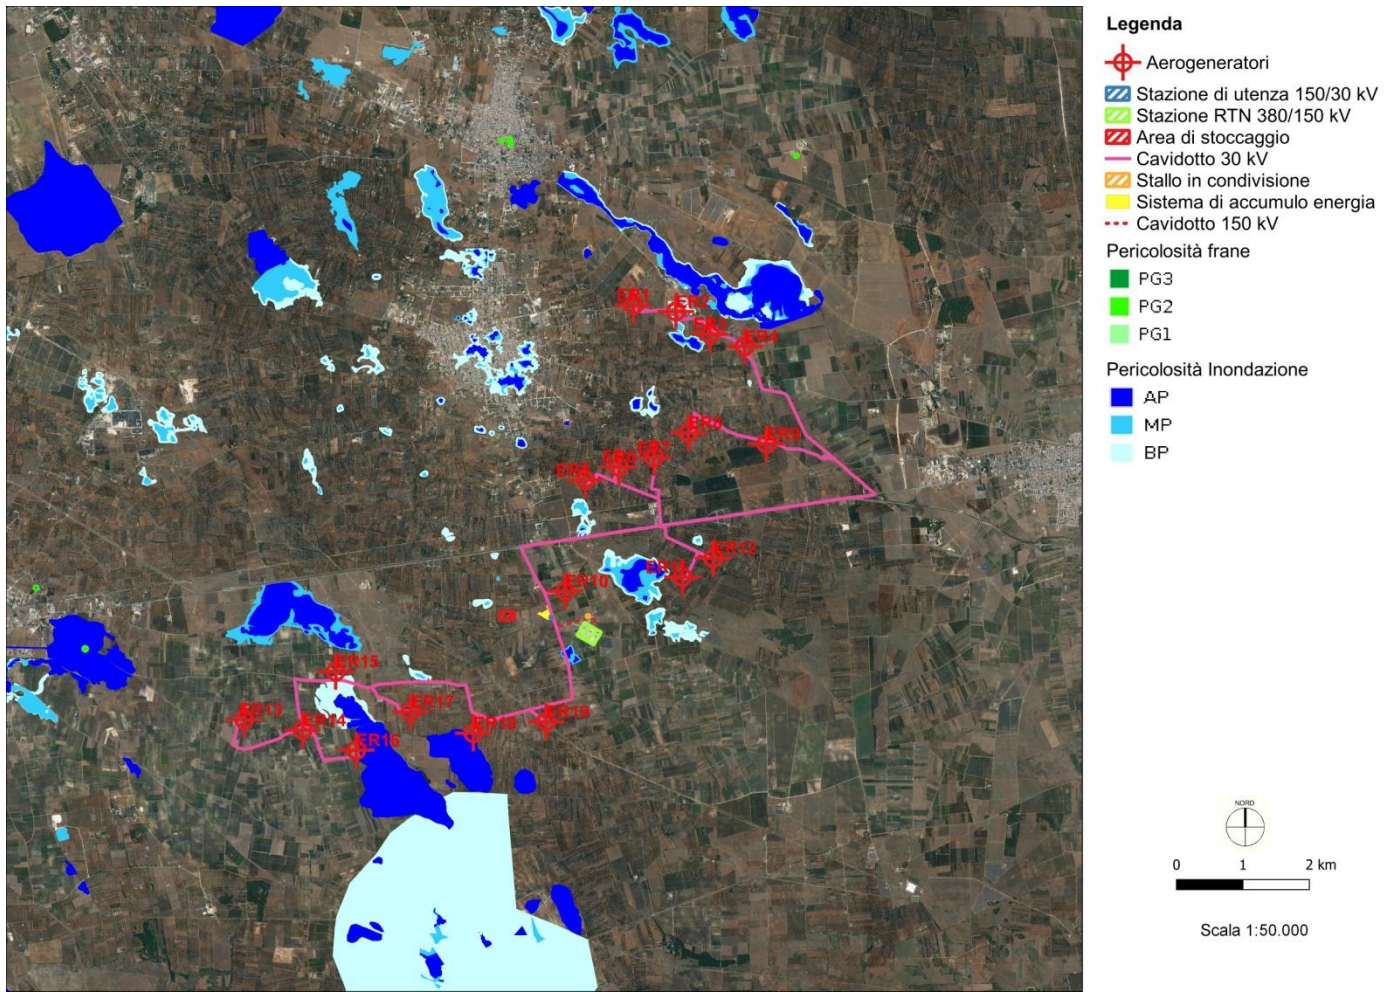 Legenda
Aerogeneratori
Stazione di utenza 150/30 kV
Stazione RTN 380/150 kV
Area di stoccaggio
Cavidotto 30 kV
Stallo in condivisione
Sistema di accumulo energia
Cavidotto 150 kV
Pericolosità frane
PG3
PG2
PG1
Pericolosità Inondazione
AP
MP
BP
ER1
ER2
ER3
ER4
ER8
ER9
ER7
ER6
ER5
ER12
ER11
ER10
ER15
ER17
ER13
ER14
ER18
ER19
ER16
NORD
0 1 2 km
Scala 1:50.000